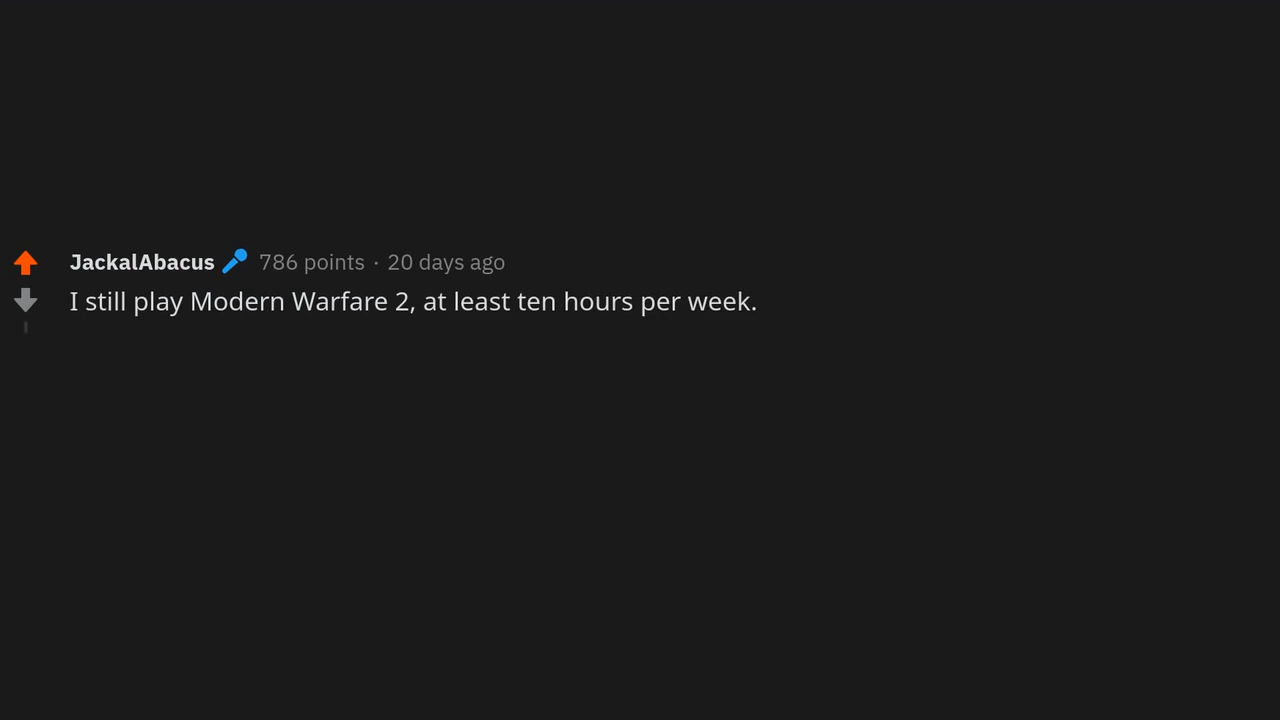 JackalAbacus 786 points · 20 days ago
I still play Modern Warfare 2, at least ten hours per week.